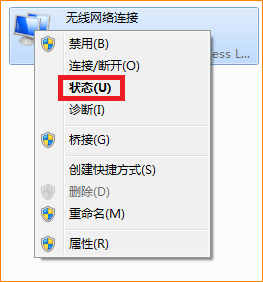 无线网络连接
ess L...
禁用(B)
连接/断开(O)
状态(U)
诊断(I)
桥接(G)
创建快捷方式(S)
删除(D)
重命名(M)
属性(R)